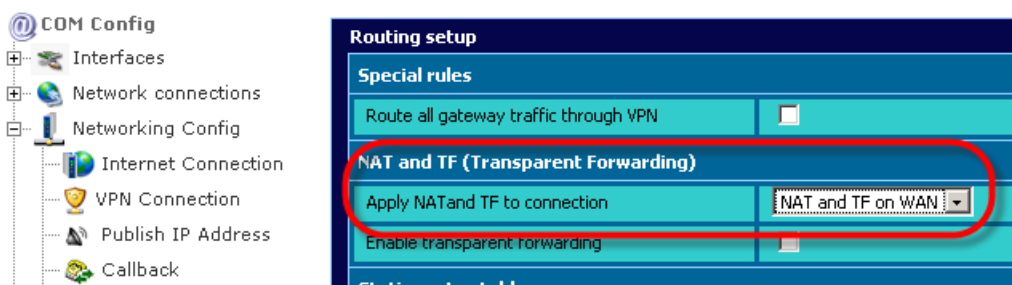 COM Config
Interfaces
Network connections
Networking Config
Internet Connection
VPN Connection
Publish IP Address
Callback
Routing setup
Special rules
Route all gateway traffic through VPN
NAT and TF (Transparent Forwarding)
Apply NATand TF to connection
NAT and TF on WAN
Enable transparent forwarding